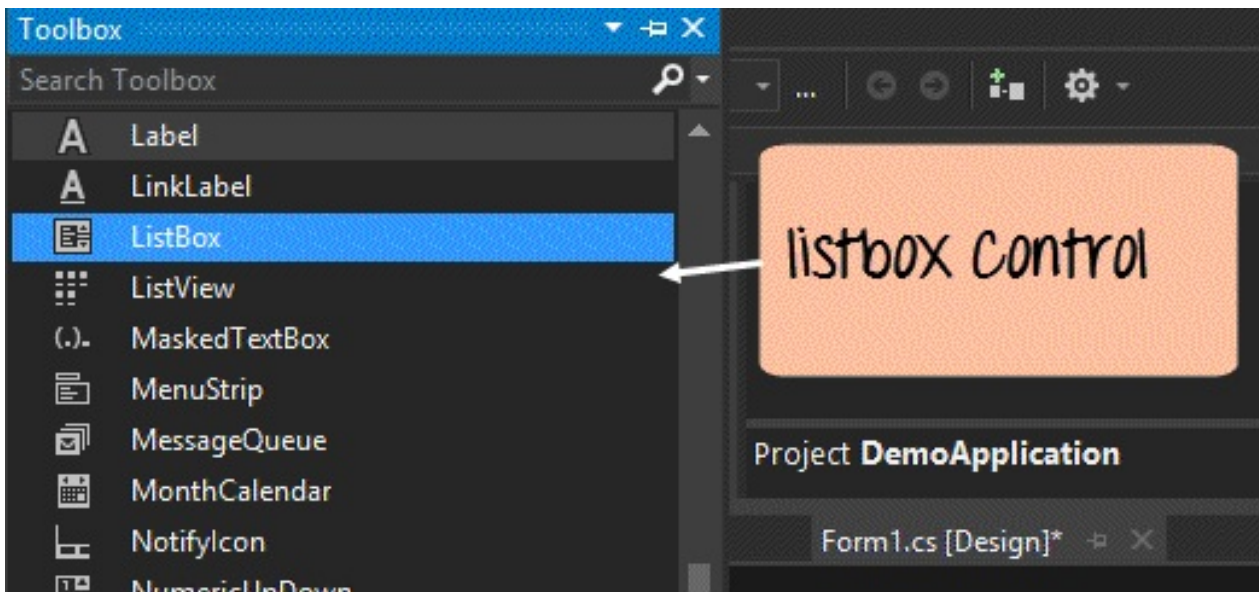 Toolbox
Search Toolbox
Label
LinkLabel
ListBox
ListView
(.). MaskedTextBox
MenuStrip
MessageQueue
MonthCalendar
NotifyIcon
NumericUpDown
...
listbox Control
Project DemoApplication
Form1.cs [Design]*